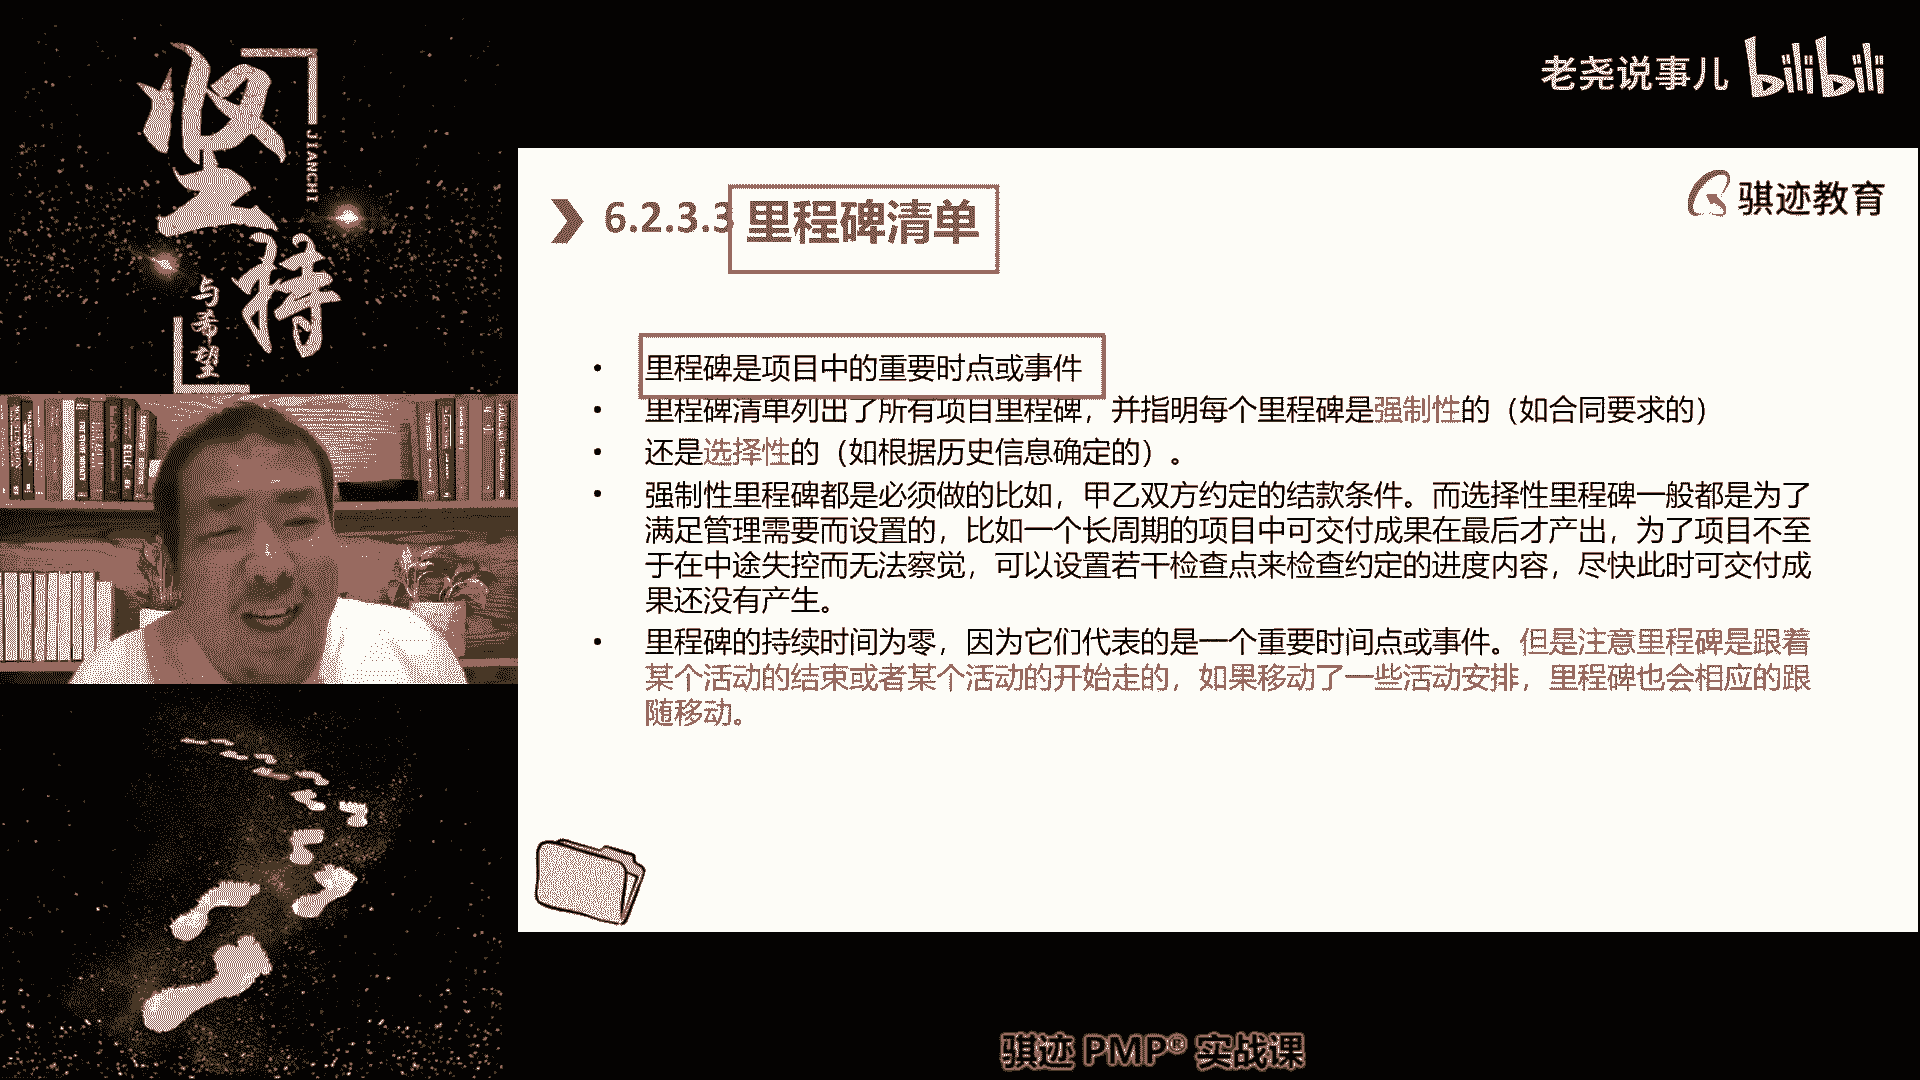 坚持
JIANCHI
与希望
老尧说事儿 bilibili
骐迹教育
6.2.3.3 里程碑清单
• 里程碑是项目中的重要时点或事件
• 里程碑清单列出了所有项目里程碑，并指明每个里程碑是强制性的（如合同要求的）
• 还是选择性的（如根据历史信息确定的）。
• 强制性里程碑都是必须做的比如，甲乙双方约定的结款条件。而选择性里程碑一般都是为了
满足管理需要而设置的，比如一个长周期的项目中可交付成果在最后才产出，为了项目不至
于在中途失控而无法察觉，可以设置若干检查点来检查约定的进度内容，尽快此时可交付成
果还没有产生。
• 里程碑的持续时间为零，因为它们代表的是一个重要时间点或事件。但是注意里程碑是跟着
某个活动的结束或者某个活动的开始走的，如果移动了一些活动安排，里程碑也会相应的跟
随移动。
骐迹 PMP® 实战课